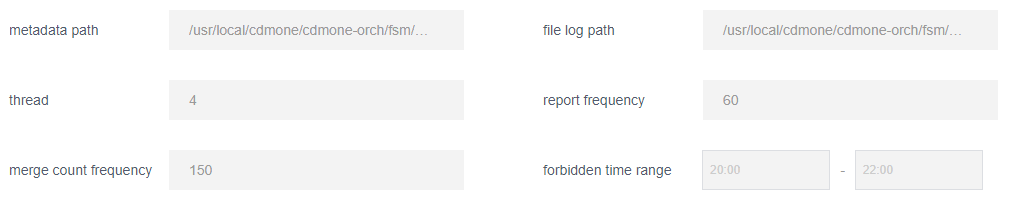 metadata path /usr/local/cdmone/cdmone-orch/fsm/... file log path /usr/local/cdmone/cdmone-orch/fsm/...
thread 4 report frequency 60
merge count frequency 150 forbidden time range 20:00 - 22:00